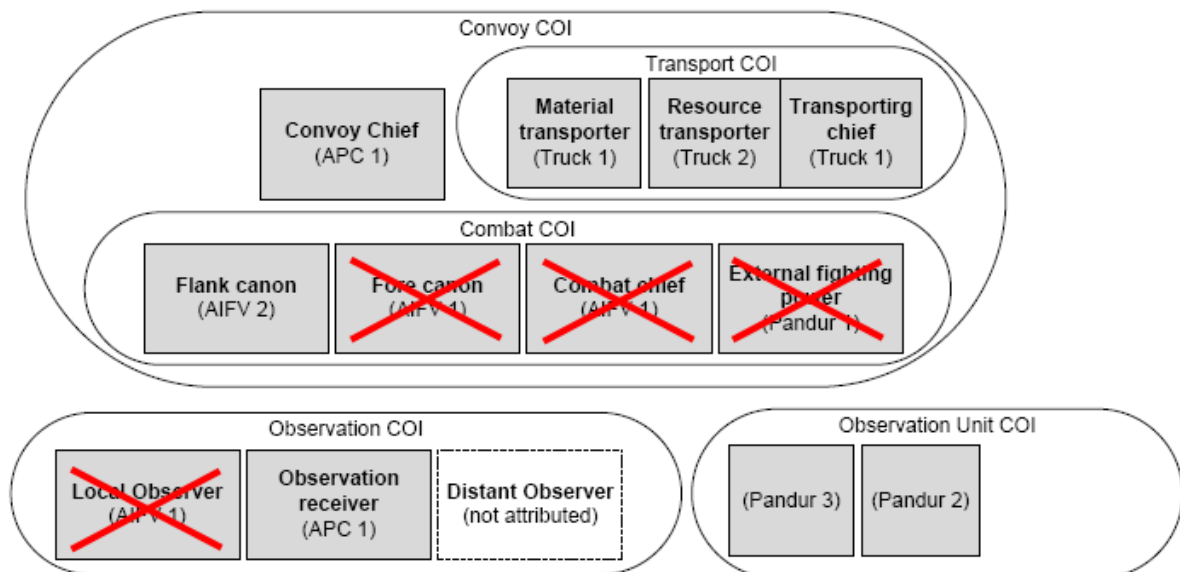 Convoy COI
Transport COI
Convoy Chief
(APC 1)
Material
transporter
(Truck 1)
Resource
transporter
(Truck 2)
Transportirg
chief
(Truck 1)
Combat COI
Flank canon
(AIFV 2)
Fore canon
(AIFV 1)
Combat chief
(AIFV 1)
External fighting
power
(Pandur 1)
Observation COI
Local Observer
(AIFV 1)
Observation
receiver
(APC 1)
Distant Observer
(not attributed)
Observation Unit COI
(Pandur 3)
(Pandur 2)